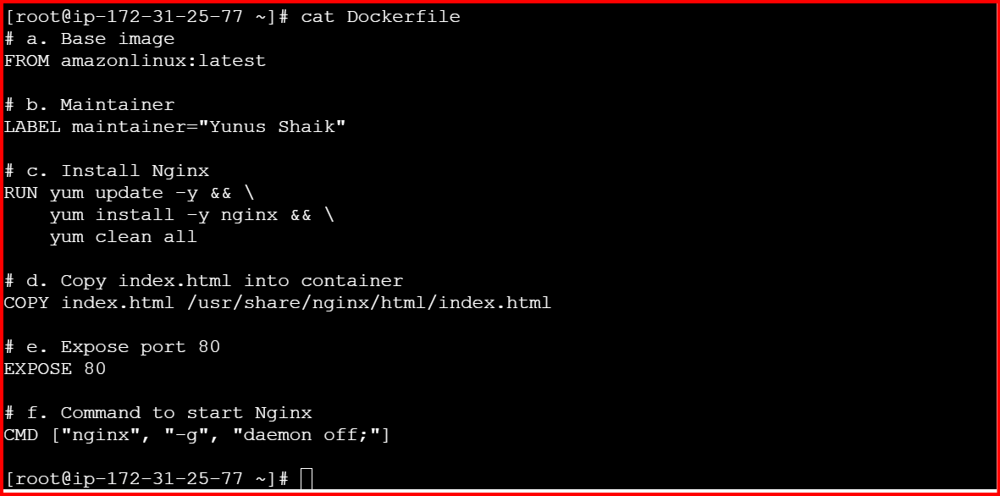 [root@ip-172-31-25-77 ~]# cat Dockerfile
# a. Base image
FROM amazonlinux:latest

# b. Maintainer
LABEL maintainer="Yunus Shaik"

# c. Install Nginx
RUN yum update -y && \
    yum install -y nginx && \
    yum clean all

# d. Copy index.html into container
COPY index.html /usr/share/nginx/html/index.html

# e. Expose port 80
EXPOSE 80

# f. Command to start Nginx
CMD ["nginx", "-g", "daemon off;"]

[root@ip-172-31-25-77 ~]#